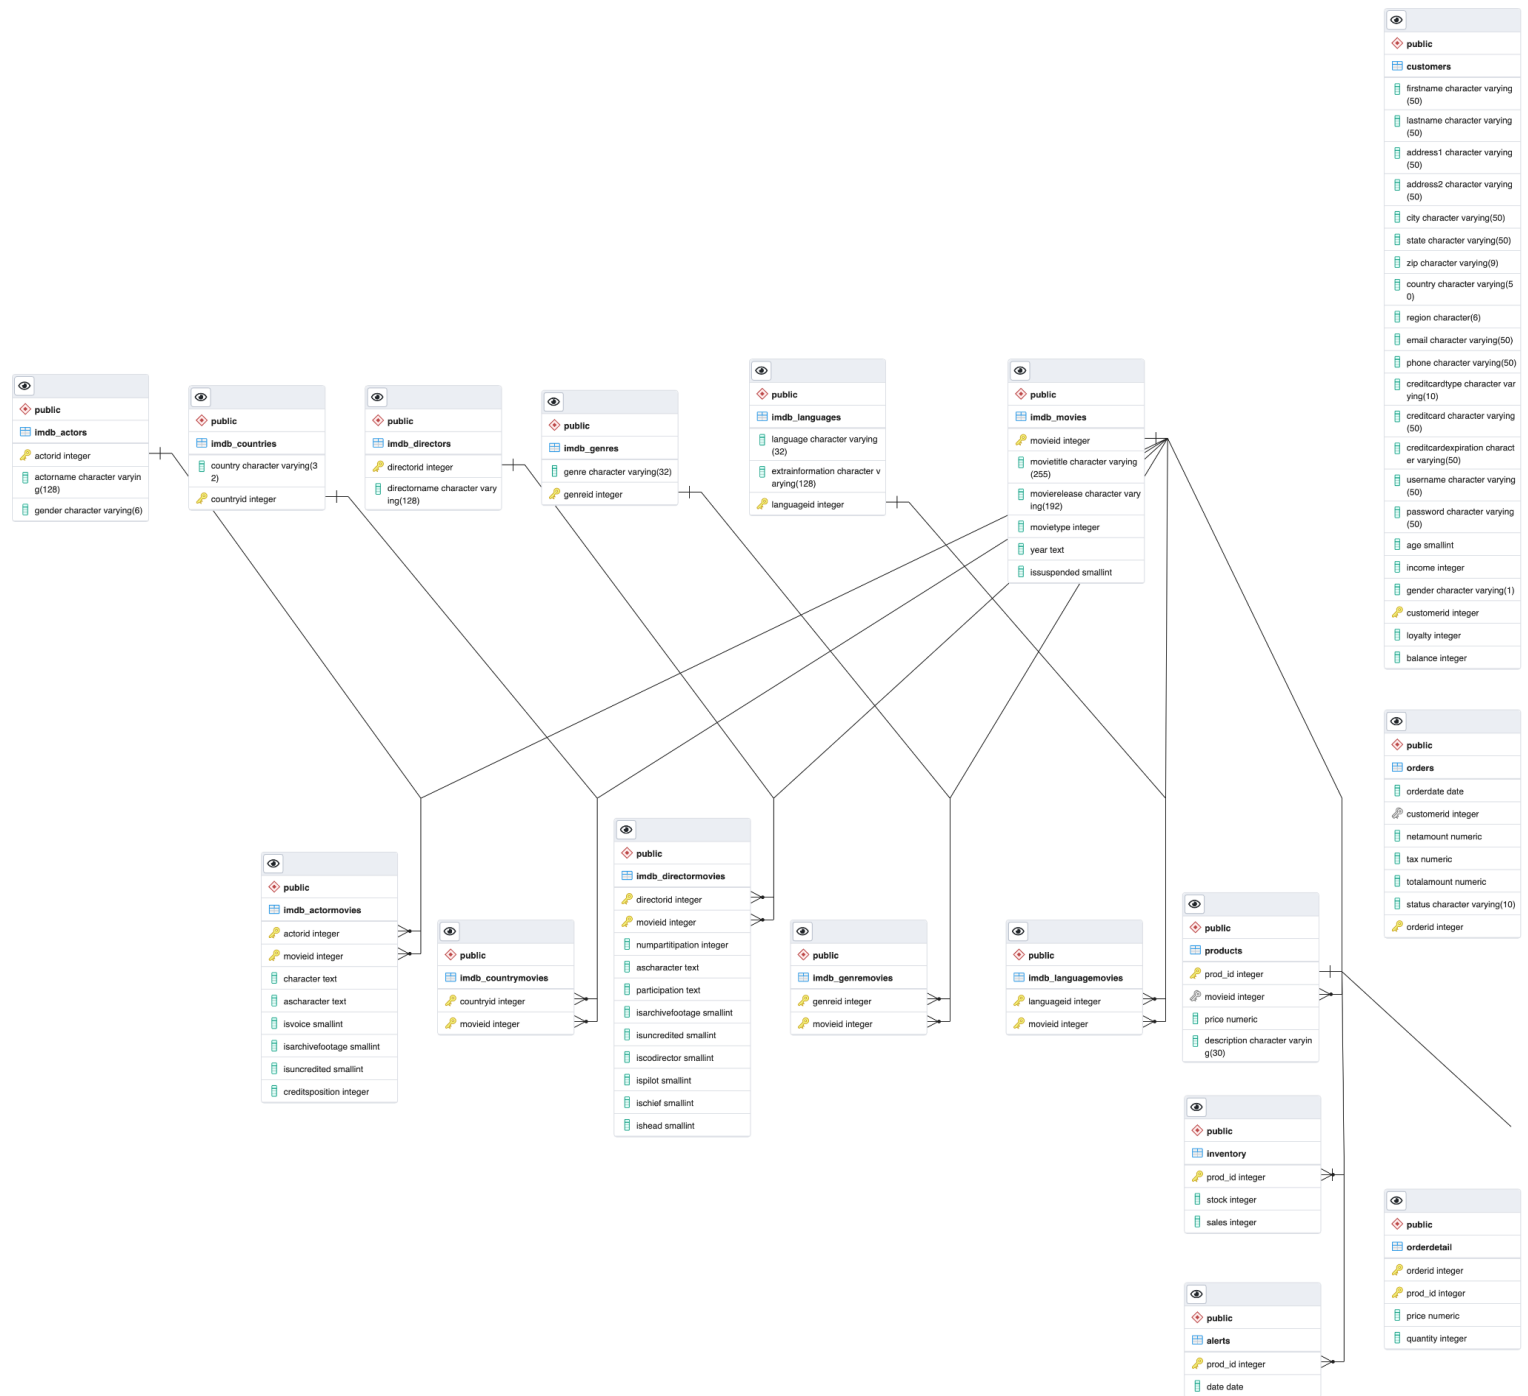 public
customers
firstname character varying
(50)
lastname character varying
(50)
address1 character varying
(50)
address2 character varying
(50)
city character varying(50)
state character varying(50)
zip character varying(9)
country character varying(5
0)
region character(6)
email character varying(50)
phone character varying(50)
creditcardtype character var
ying(10)
creditcard character varying
(50)
creditcardexpiration charact
er varying(50)
username character varying
(50)
password character varying
(50)
age smallint
income integer
gender character varying(1)
customerid integer
loyalty integer
balance integer
public
imdb_actors
actorid integer
actorname character varyin
g(128)
gender character varying(6)
public
imdb_countries
country character varying(3
2)
countryid integer
public
imdb_directors
directorid integer
directorname character vary
ing(128)
public
imdb_genres
genre character varying(32)
genreid integer
public
imdb_languages
language character varying
(32)
extrainformation character v
arying(128)
languageid integer
public
imdb_movies
movieid integer
movietitle character varying
(255)
movierelease character vary
ing(192)
movietype integer
year text
issuspended smallint
public
orders
orderdate date
customerid integer
netamount numeric
tax numeric
totalamount numeric
status character varying(10)
orderid integer
public
imdb_actormovies
actorid integer
movieid integer
character text
ascharacter text
isvoice smallint
isarchivefootage smallint
isuncredited smallint
creditsposition integer
public
imdb_countrymovies
countryid integer
movieid integer
public
imdb_directormovies
directorid integer
movieid integer
numpartitipation integer
ascharacter text
participation text
isarchivefootage smallint
isuncredited smallint
iscodirector smallint
ispilot smallint
ischief smallint
ishead smallint
public
imdb_genremovies
genreid integer
movieid integer
public
imdb_languagemovies
languageid integer
movieid integer
public
products
prod_id integer
movieid integer
price numeric
description character varyin
g(30)
public
inventory
prod_id integer
stock integer
sales integer
public
orderdetail
orderid integer
prod_id integer
price numeric
quantity integer
public
alerts
prod_id integer
date date